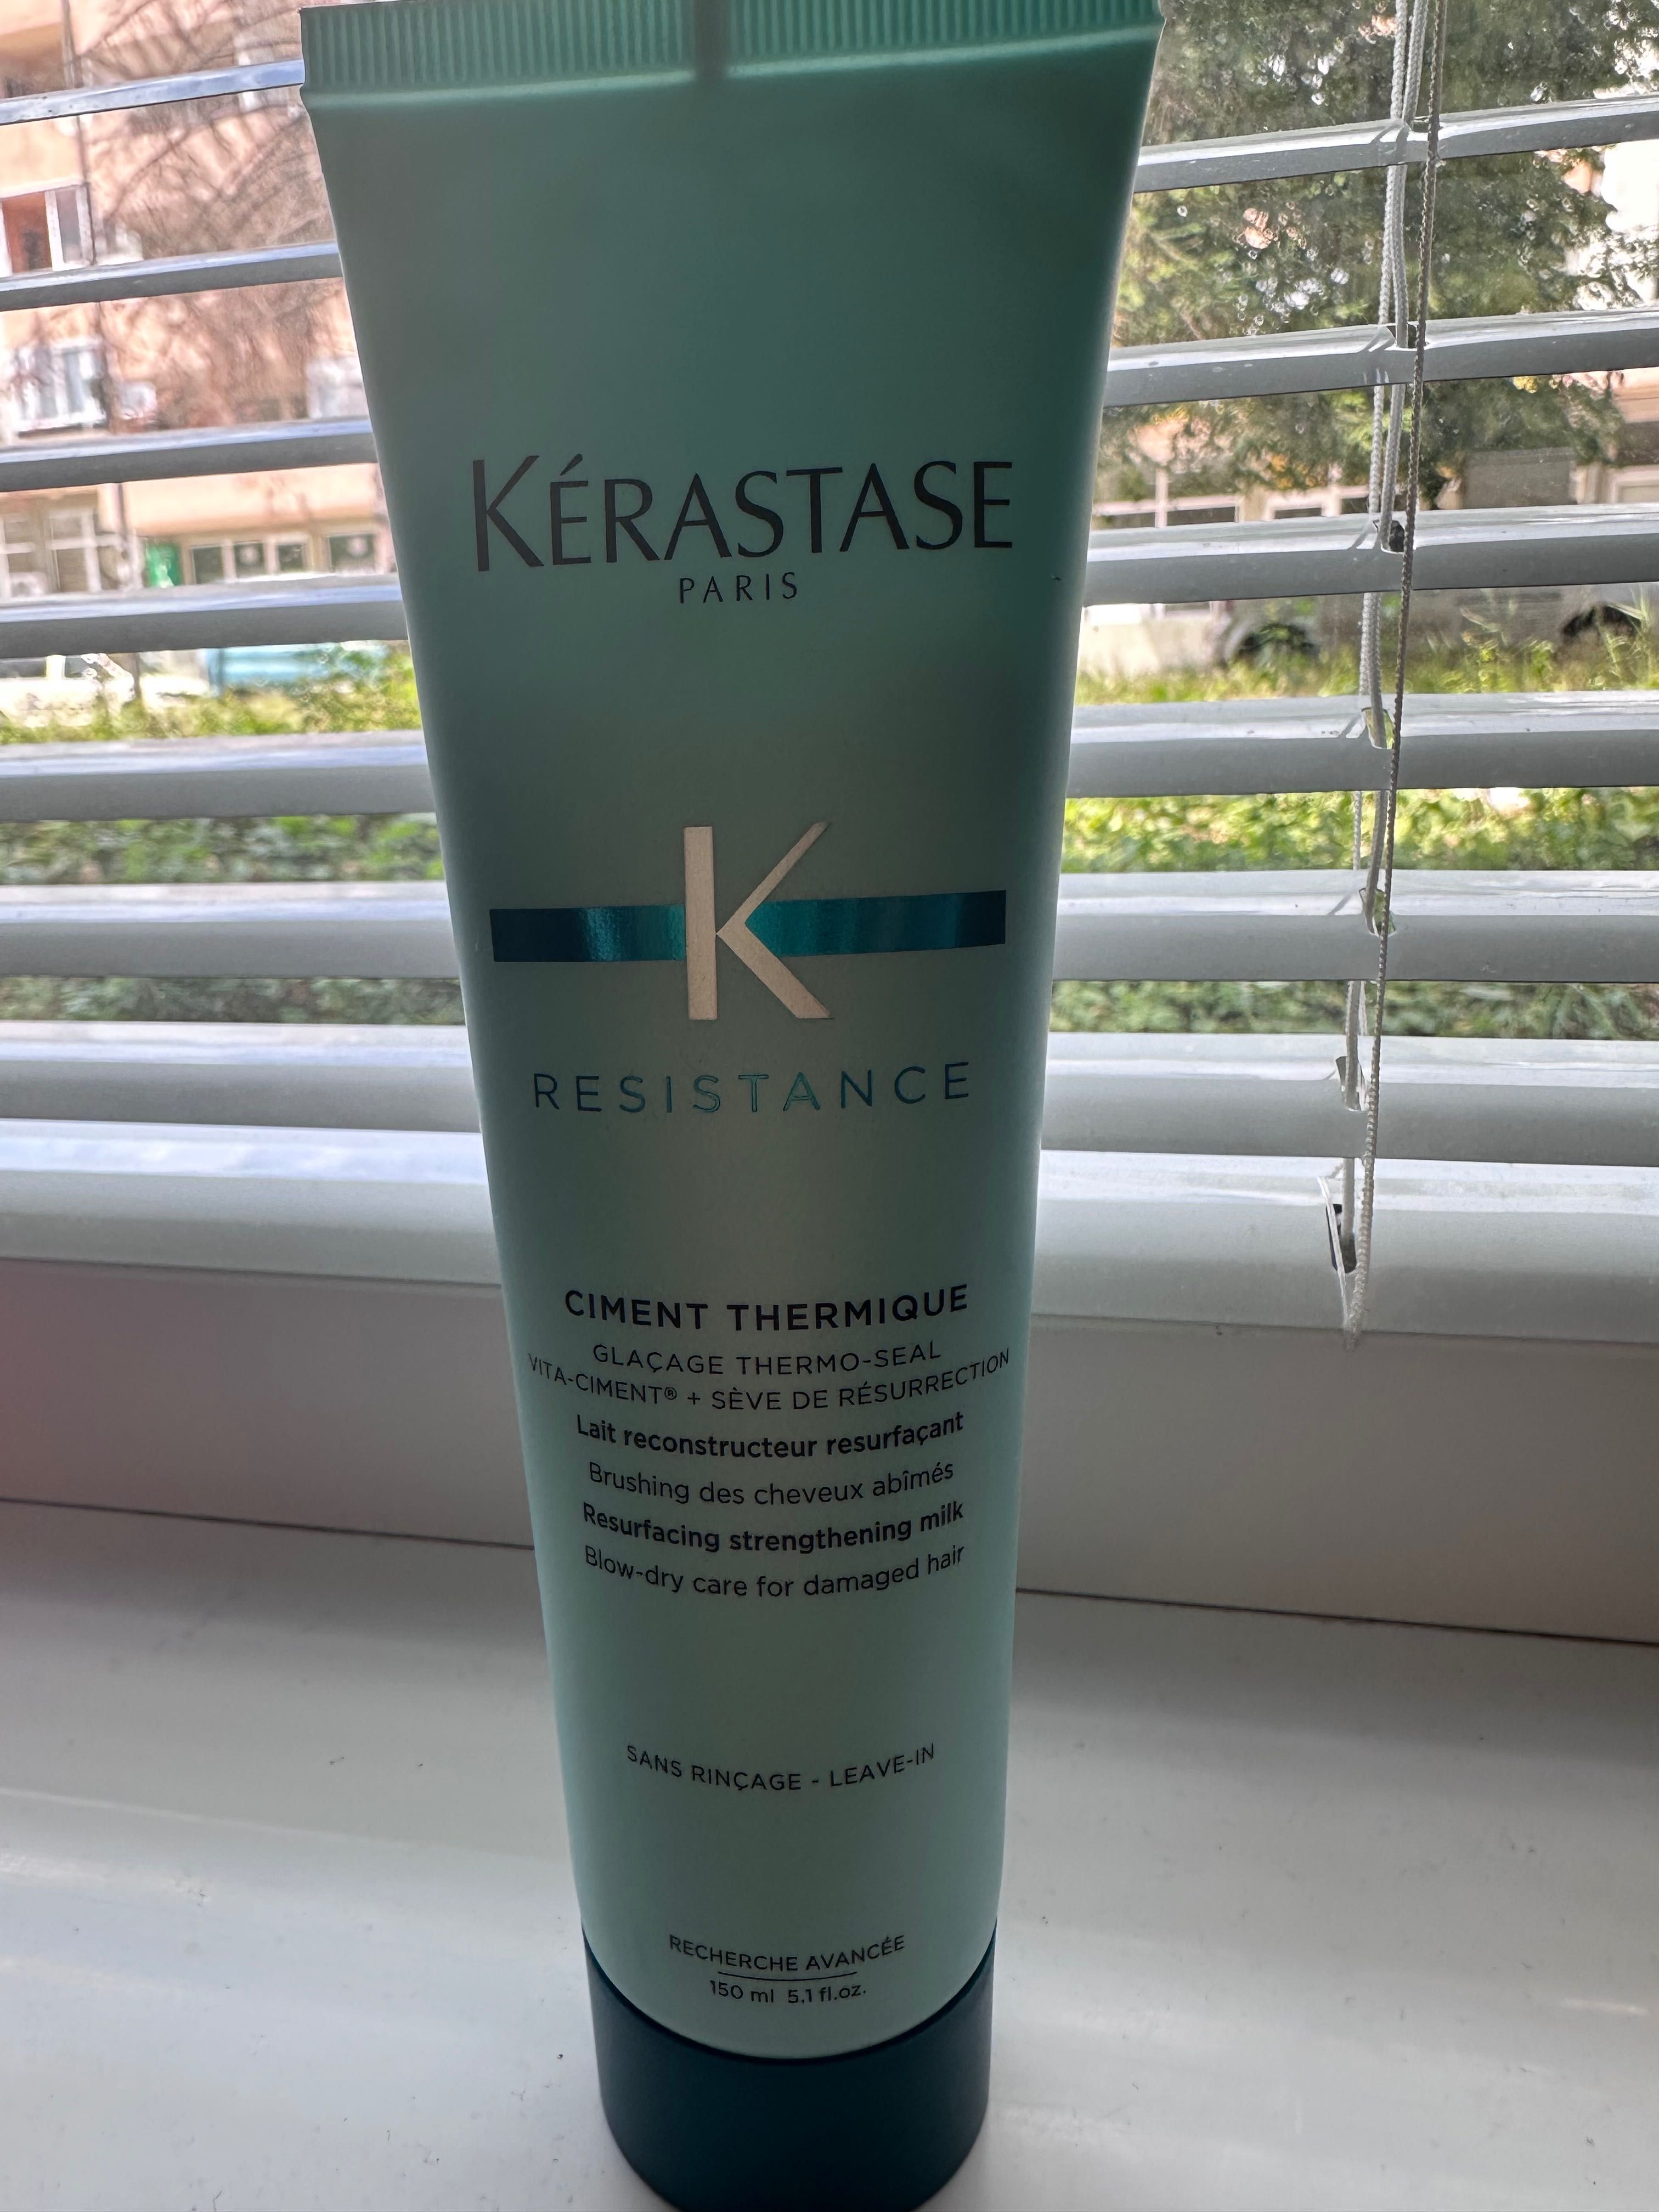 KÉRASTASE
PARIS
K
RESISTANCE
CIMENT THERMIQUE
GLAÇAGE THERMO-SEAL
VITA-CIMENT® + SÈVE DE RÉSURRECTION
Lait reconstructeur resurfaçant
Brushing des cheveux abîmés
Resurfacing strengthening milk
Blow-dry care for damaged hair
SANS RINÇAGE - LEAVE-IN
RECHERCHE AVANCÉE
150 ml 5.1 fl.oz.